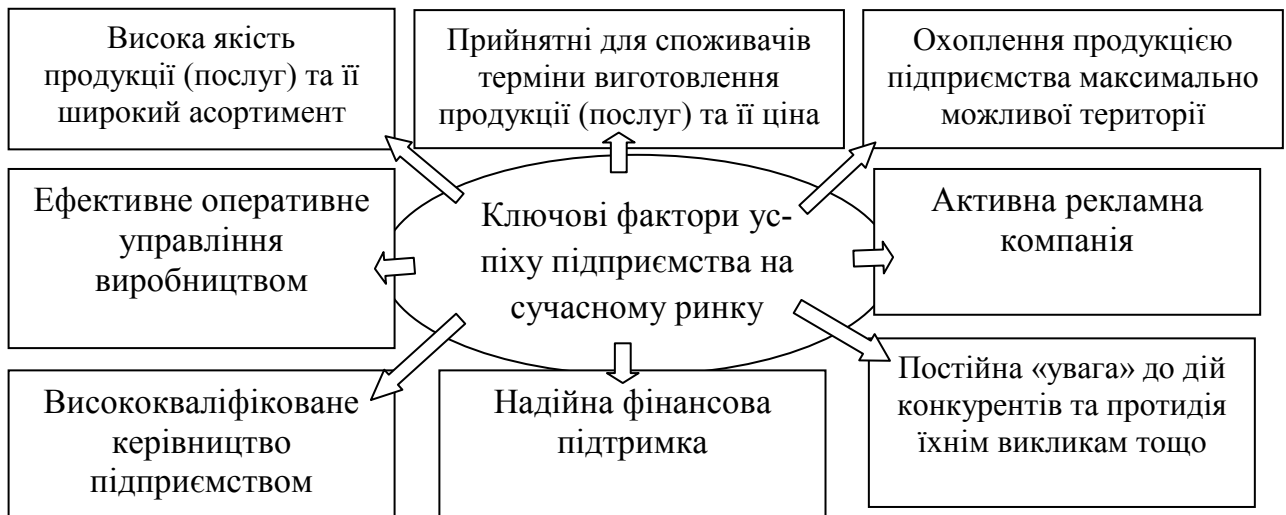 Висока якість
продукції (послуг) та її
широкий асортимент
Прийнятні для споживачів
терміни виготовлення
продукції (послуг) та її ціна
Охоплення продукцією
підприємства максимально
можливої території
Ефективне оперативне
управління
виробництвом
Ключові фактори ус-
піху підприємства на
сучасному ринку
Активна рекламна
компанія
Висококваліфіковане
керівництво
підприємством
Надійна фінансова
підтримка
Постійна «увага» до дій
конкурентів та протидія
їхнім викликам тощо